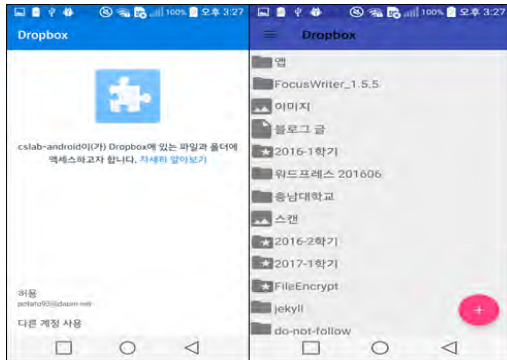 100% 오후 3:27
Dropbox
cslab-android이(가) Dropbox에 있는 파일과 폴더에
액세스하고자 합니다. 자세히 알아보기
허용
다른 계정 사용
100% 오후 3:27
Dropbox
앱
FocusWriter_1.5.5
이미지
블로그 글
2016-1학기
워드프레스 201606
충남대학교
스캔
2016-2학기
2017-1학기
FileEncrypt
jekyll
do-not-follow